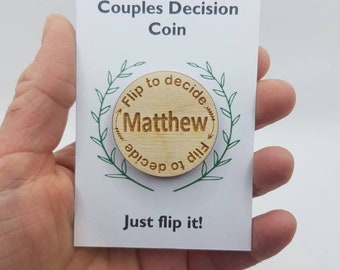 Couples Decision
Coin
Flip to decide
Matthew
Flip to decide
Just flip it!